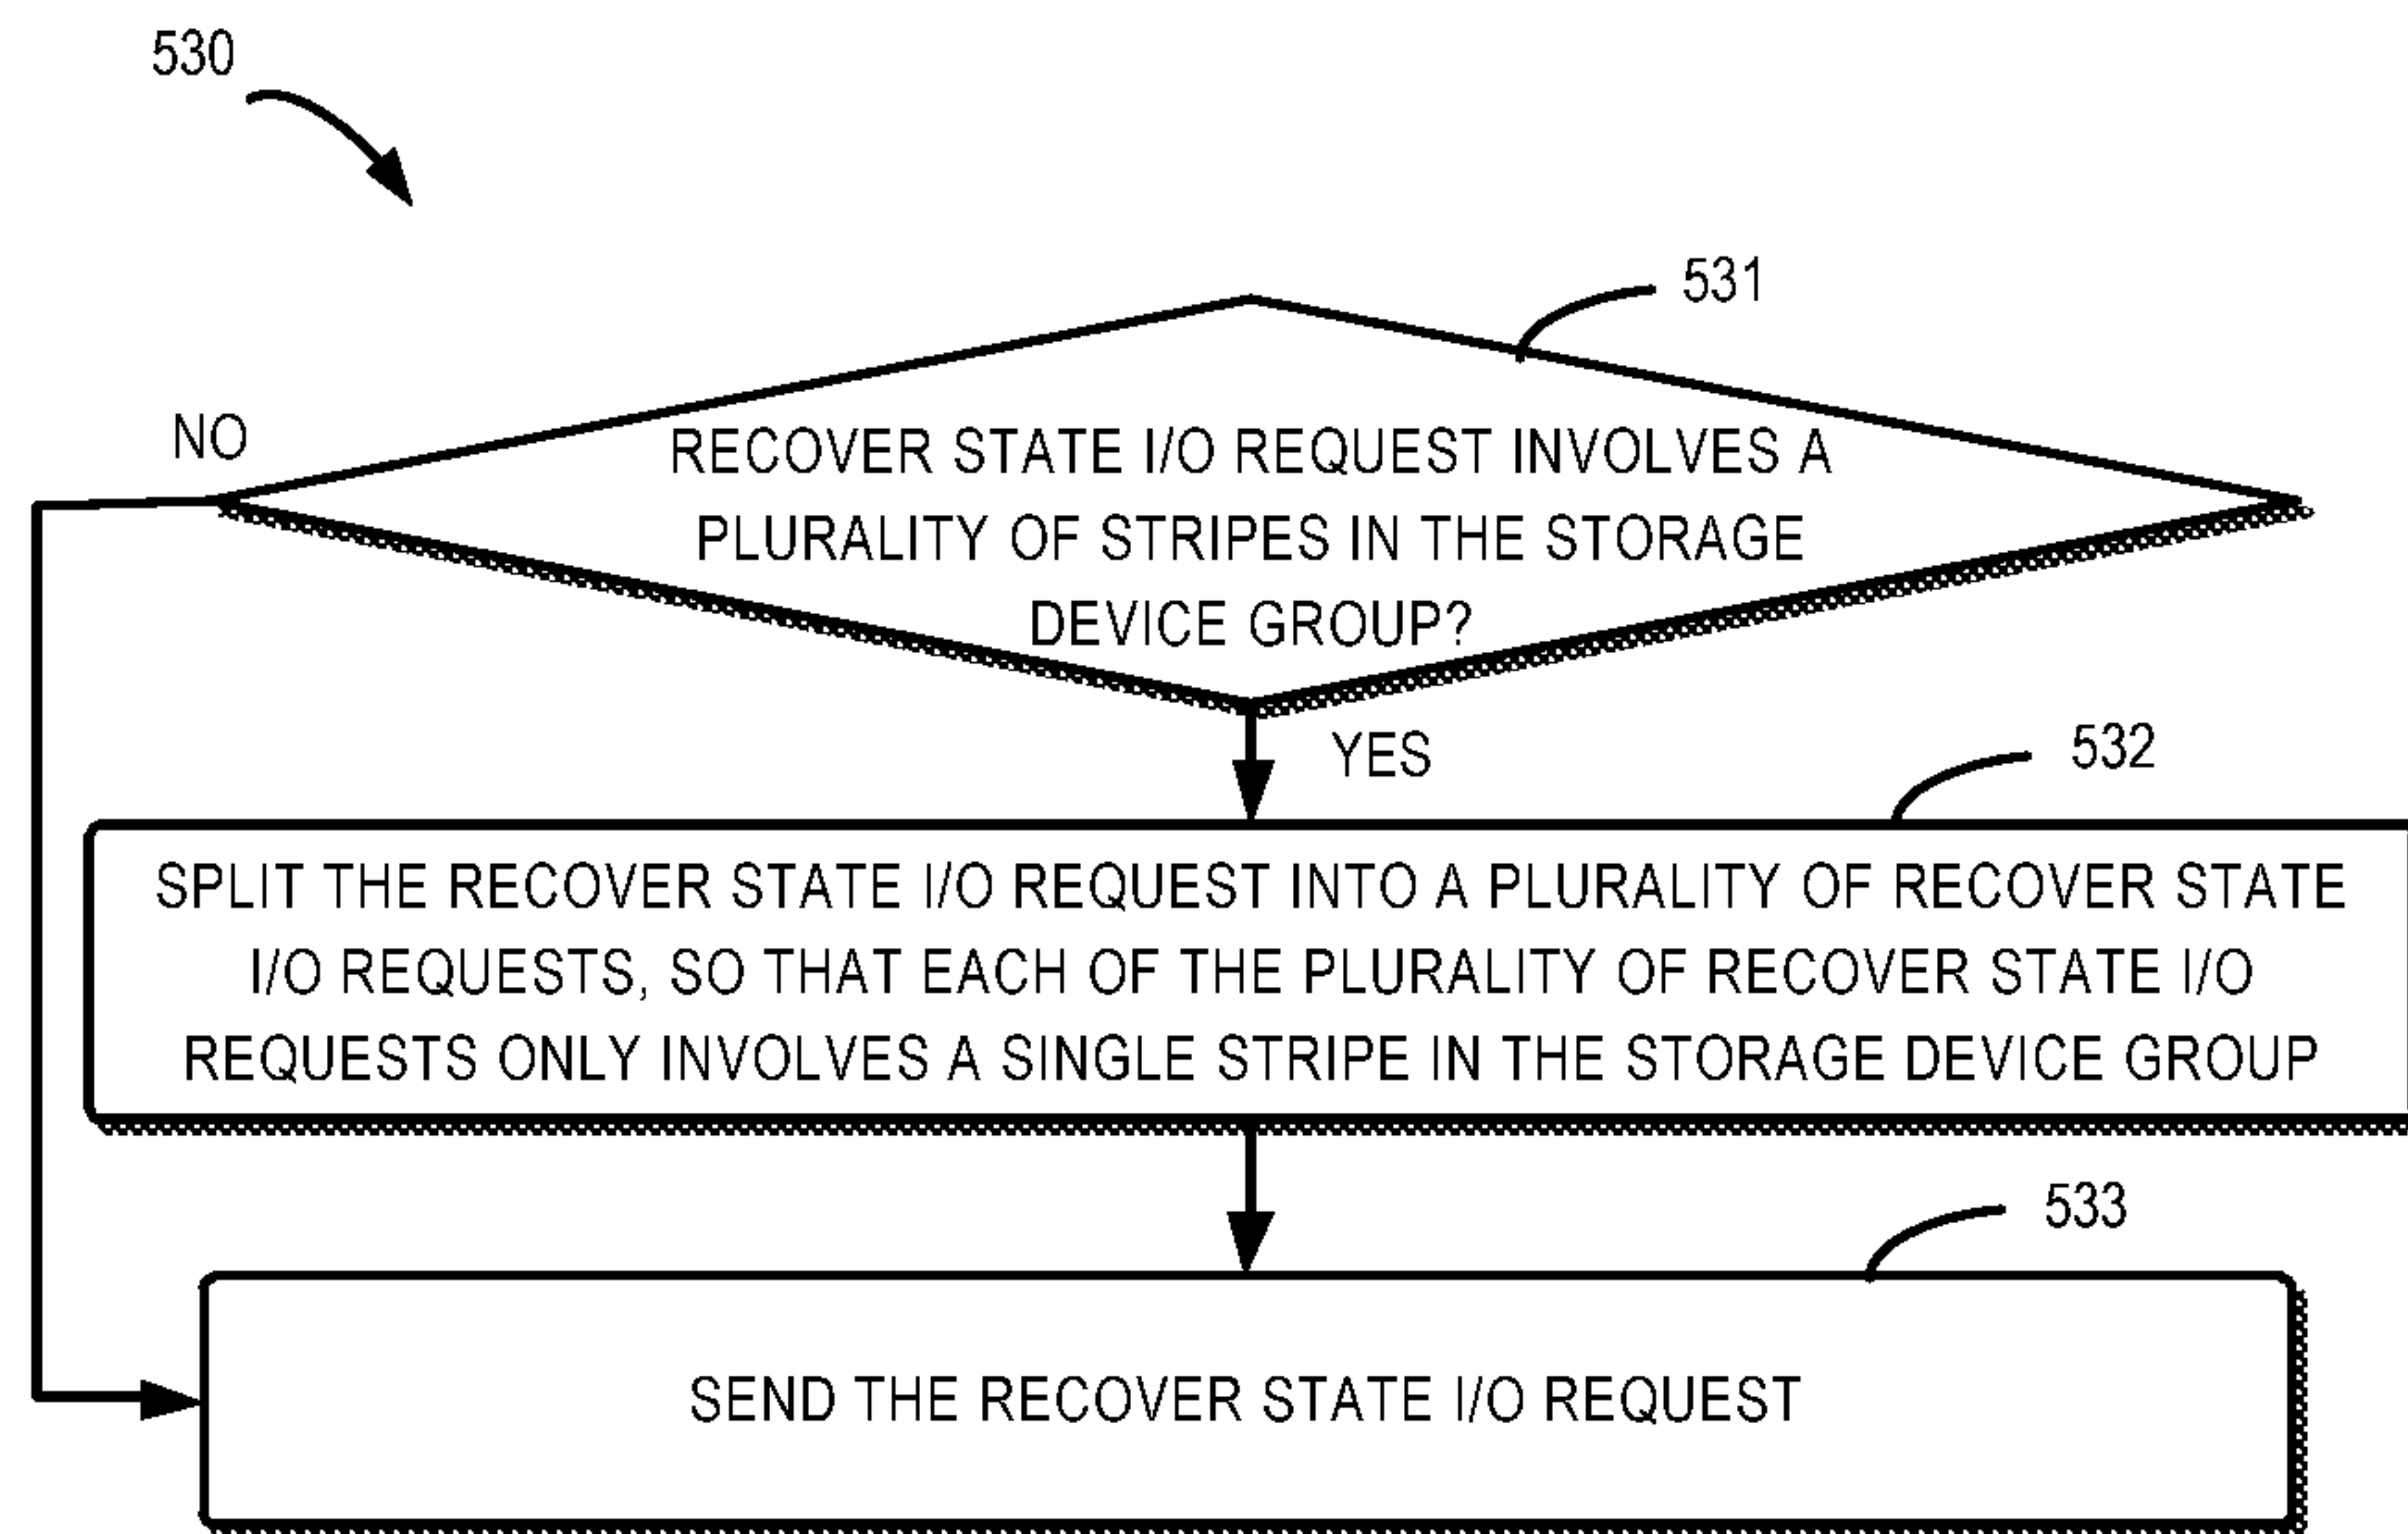 530
531
NO
RECOVER STATE I/O REQUEST INVOLVES A
PLURALITY OF STRIPES IN THE STORAGE
DEVICE GROUP?
YES
532
SPLIT THE RECOVER STATE I/O REQUEST INTO A PLURALITY OF RECOVER STATE
I/O REQUESTS, SO THAT EACH OF THE PLURALITY OF RECOVER STATE I/O
REQUESTS ONLY INVOLVES A SINGLE STRIPE IN THE STORAGE DEVICE GROUP
533
SEND THE RECOVER STATE I/O REQUEST